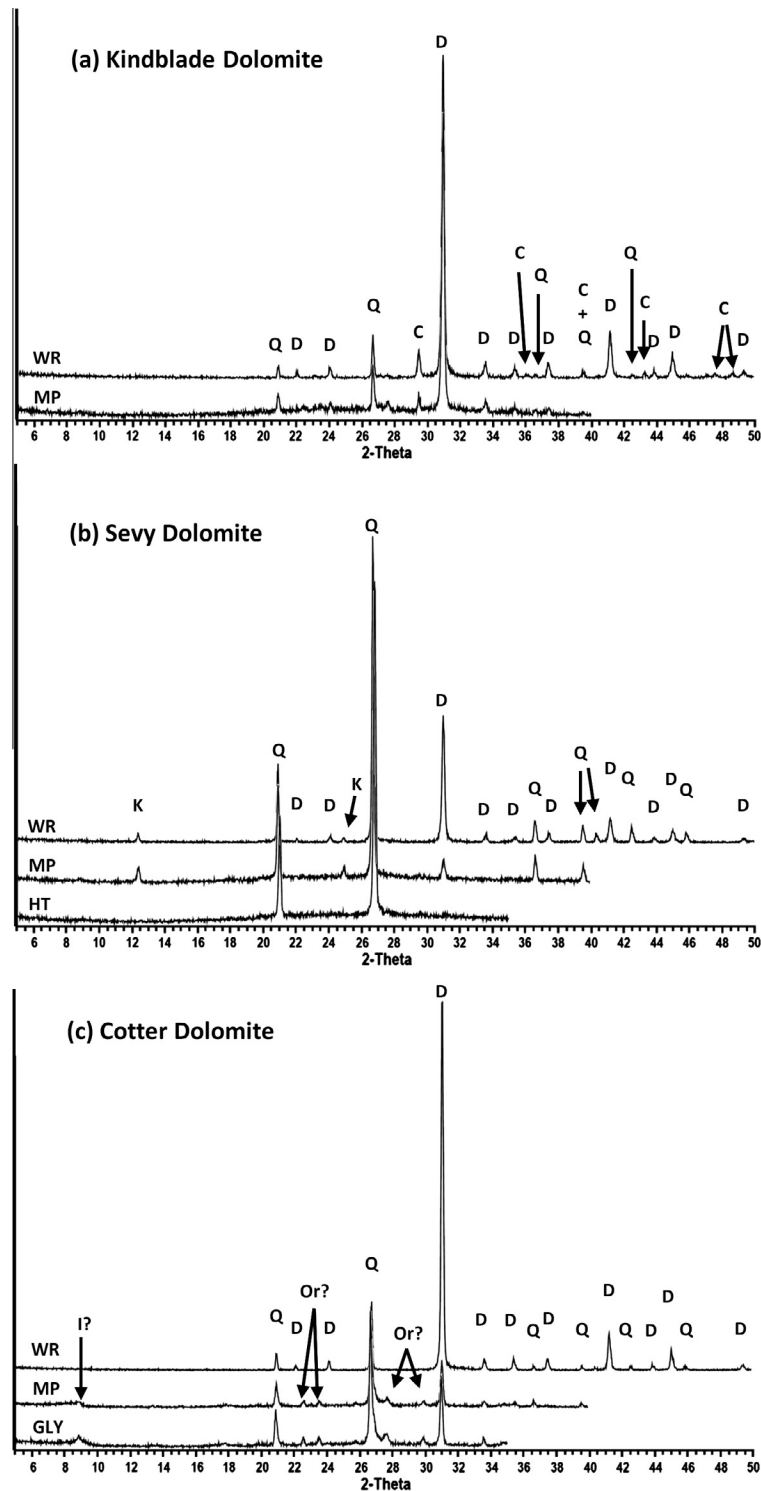 (a) Kindblade Dolomite
D
C
Q
C
Q
C
C
D
Q
C
D
Q
D
D
C
D
D
+
Q
D
D
D
WR
MP
6 8 10 12 14 16 18 20 22 24 26 28 30 32 34 36 38 40 42 44 46 48 50
2-Theta
(b) Sevy Dolomite
Q
D
Q
Q
K
D
D
K
D
D
Q
D
D
Q
D
Q
D
D
WR
MP
HT
6 8 10 12 14 16 18 20 22 24 26 28 30 32 34 36 38 40 42 44 46 48 50
2-Theta
(c) Cotter Dolomite
D
Q
Or?
I?
Q
D
D
Or?
D
D
Q
D
Q
D
Q
D
D
Q
D
WR
MP
GLY
6 8 10 12 14 16 18 20 22 24 26 28 30 32 34 36 38 40 42 44 46 48 50
2-Theta